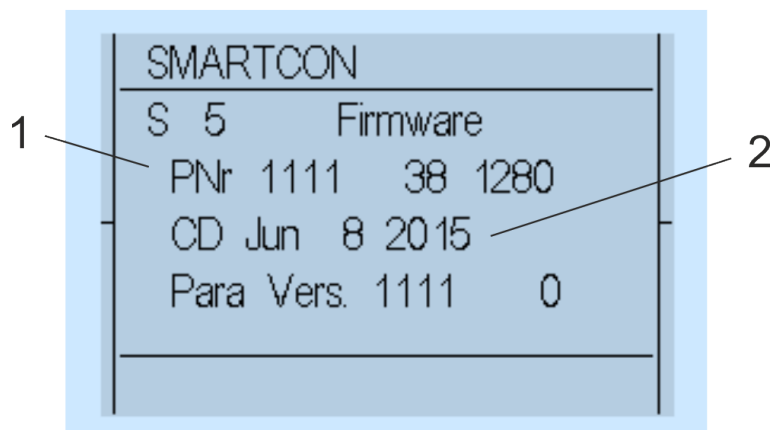 SMARTCON
S 5 Firmware
1
PNr 1111 38 1280
2
CD Jun 8 2015
Para Vers. 1111 0